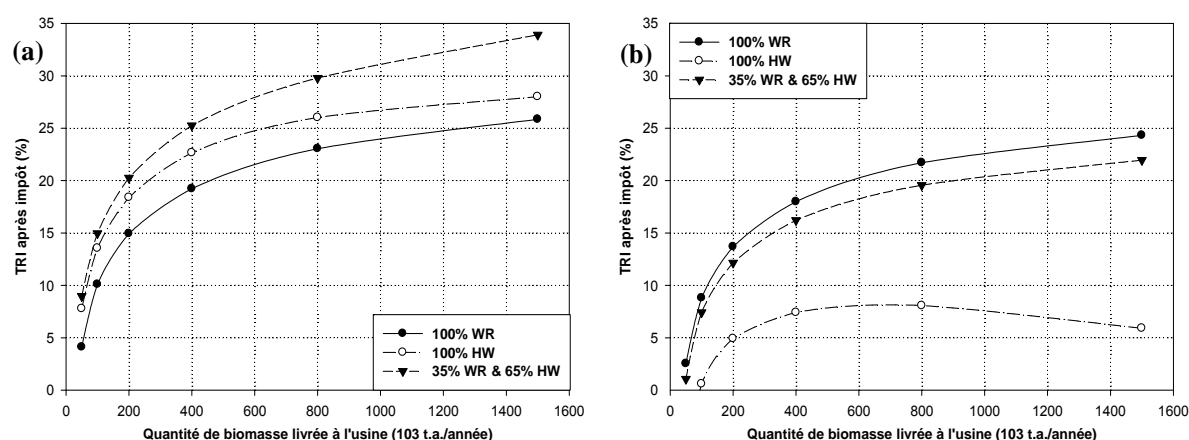 (a)
TRI après impôt (%)
35
30
25
20
15
10
5
0
0 200 400 600 800 1000 1200 1400 1600
Quantité de biomasse livrée à l'usine (103 t.a./année)
100% WR
100% HW
35% WR & 65% HW
(b)
TRI après impôt (%)
35
30
25
20
15
10
5
0
0 200 400 600 800 1000 1200 1400 1600
Quantité de biomasse livrée à l'usine (103 t.a./année)
100% WR
100% HW
35% WR & 65% HW